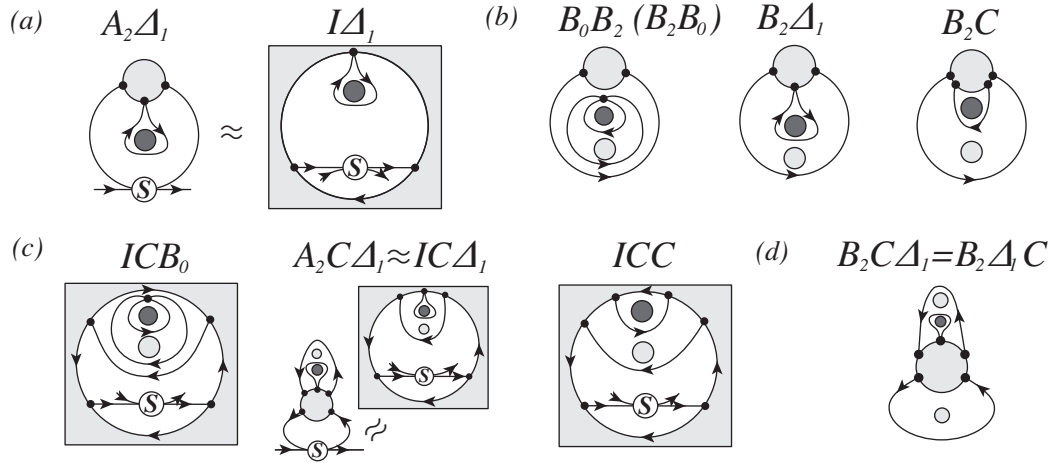 (a) A₂Δ₁ ≈ IΔ₁
S S
(b) B₀B₂ (B₂B₀) B₂Δ₁ B₂C
(c) ICB₀ A₂CΔ₁≈ICΔ₁ ICC
S S ≈ S S
(d) B₂CΔ₁=B₂Δ₁C